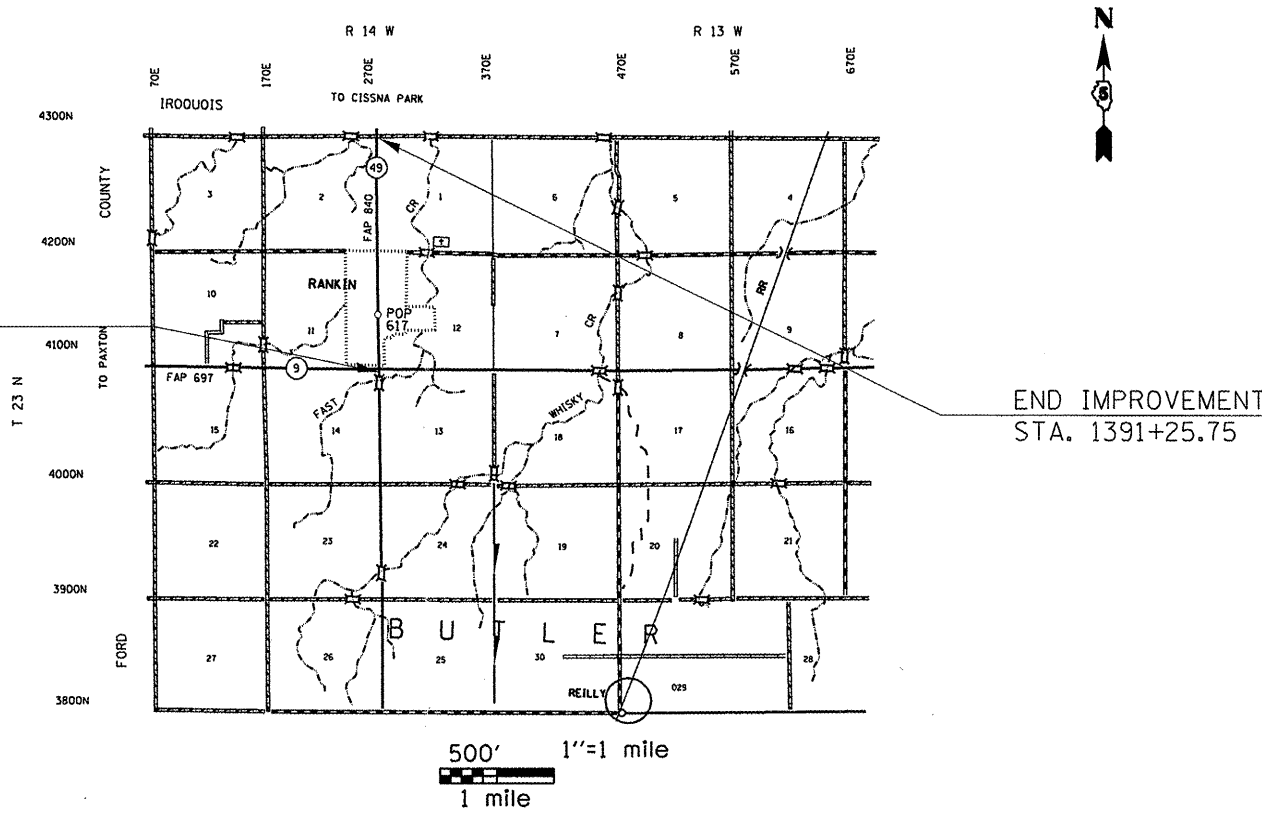 R 14 W
R 13 W
70E
170E
270E
370E
470E
570E
670E
N
S
IROQUOIS
TO CISSNA PARK
4300N
COUNTY
49
3
2
1
6
5
4
FAP 840
CR
4200N
RANKIN
10
POP
617
RR
11
12
7
CR
8
9
4100N
TO PAXTON
T 23 N
FAP 697
9
END IMPROVEMENT
STA. 1391+25.75
FAST
WHISKY
15
14
13
18
17
16
4000N
22
23
24
19
20
21
3900N
BUTLER
FORD
27
26
25
30
28
REILLY
029
3800N
500'
1"=1 mile
1 mile